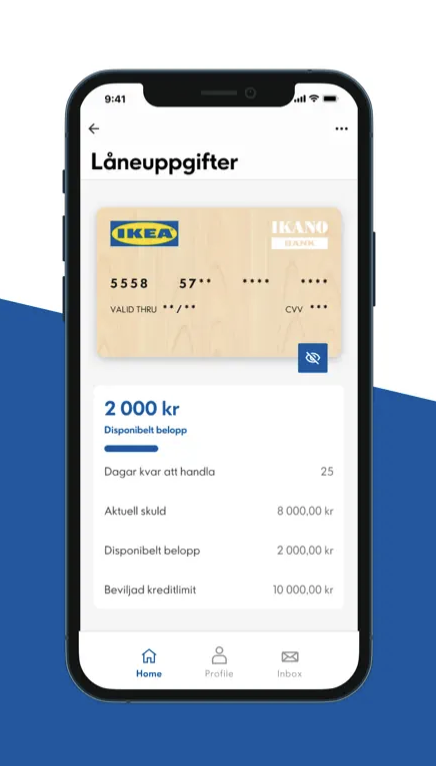 9:41
Låneuppgifter
IKEA
IKANO
BANK
5558 57** **** ****
VALID THRU **/** CVV ***
2 000 kr
Disponibelt belopp
Dagar kvar att handla 25
Aktuell skuld 8 000,00 kr
Disponibelt belopp 2 000,00 kr
Beviljad kreditlimit 10 000,00 kr
Home Profile Inbox